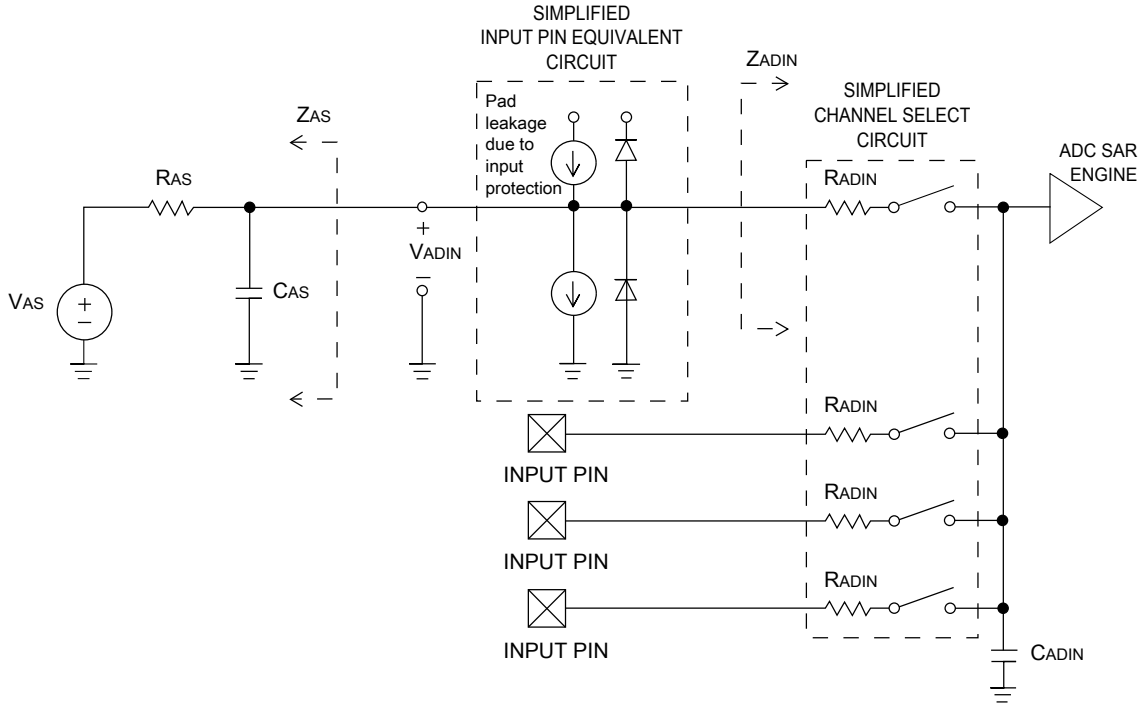 SIMPLIFIED
INPUT PIN EQUIVALENT
CIRCUIT
ZADIN
SIMPLIFIED
CHANNEL SELECT
CIRCUIT
Pad
leakage
due to
input
protection
ZAS
RAS
RADIN
ADC SAR
ENGINE
+
VADIN
–
CAS
VAS
+
–
RADIN
INPUT PIN
RADIN
INPUT PIN
RADIN
INPUT PIN
CADIN